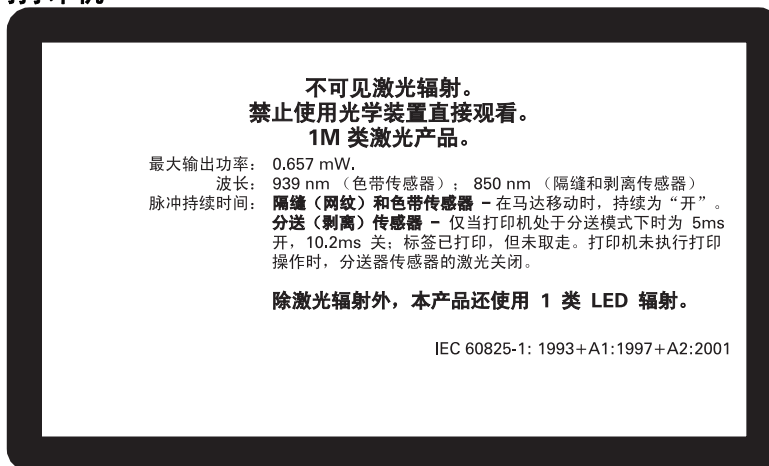 不可见激光辐射。
禁止使用光学装置直接观看。
1M 类激光产品。
最大输出功率： 0.657 mW.
波长： 939 nm （色带传感器）； 850 nm （隔缝和剥离传感器）
脉冲持续时间： 隔缝（网纹）和色带传感器 – 在马达移动时，持续为“开”。
分送（剥离）传感器 – 仅当打印机处于分送模式下时为 5ms
开，10.2ms 关；标签已打印，但未取走。打印机未执行打印
操作时，分送器传感器的激光关闭。
除激光辐射外，本产品还使用 1 类 LED 辐射。
IEC 60825-1: 1993+A1:1997+A2:2001